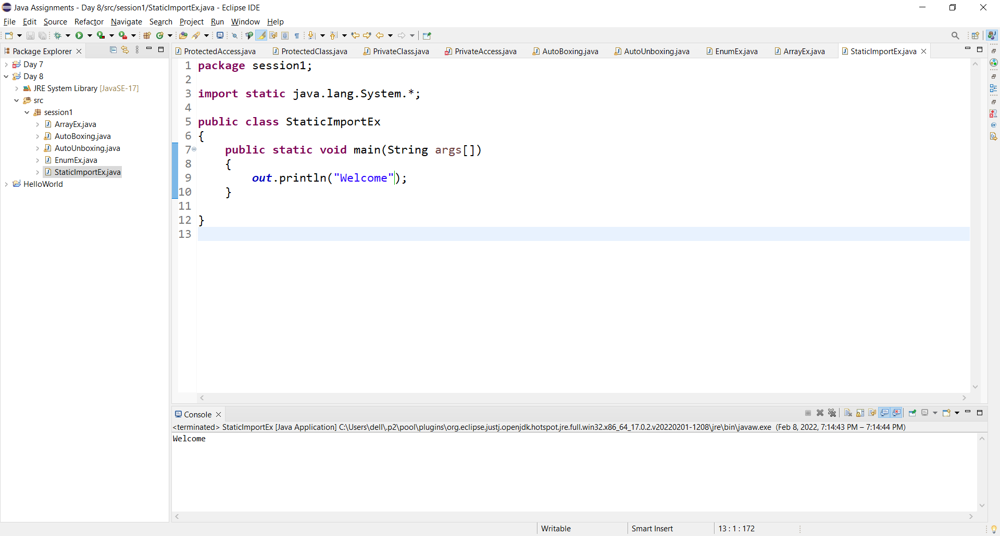 Java Assignments - Day 8/src/session1/StaticImportEx.java - Eclipse IDE
File Edit Source Refactor Navigate Search Project Run Window Help
Package Explorer
Day 7
Day 8
JRE System Library [JavaSE-17]
src
session1
ArrayEx.java
AutoBoxing.java
AutoUnboxing.java
EnumEx.java
StaticImportEx.java
HelloWorld
ProtectedAccess.java ProtectedClass.java PrivateClass.java PrivateAccess.java AutoBoxing.java AutoUnboxing.java EnumEx.java ArrayEx.java StaticImportEx.java
1 package session1;
2
3 import static java.lang.System.*;
4
5 public class StaticImportEx
6 {
7 public static void main(String args[])
8 {
9 out.println("Welcome");
10 }
11
12 }
13
Console
<terminated> StaticImportEx [Java Application] C:\Users\dell\.p2\pool\plugins\org.eclipse.justj.openjdk.hotspot.jre.full.win32.x86_64_17.0.2.v20220201-1208\jre\bin\javaw.exe (Feb 8, 2022, 7:14:43 PM – 7:14:44 PM)
Welcome
Writable Smart Insert 13 : 1 : 172